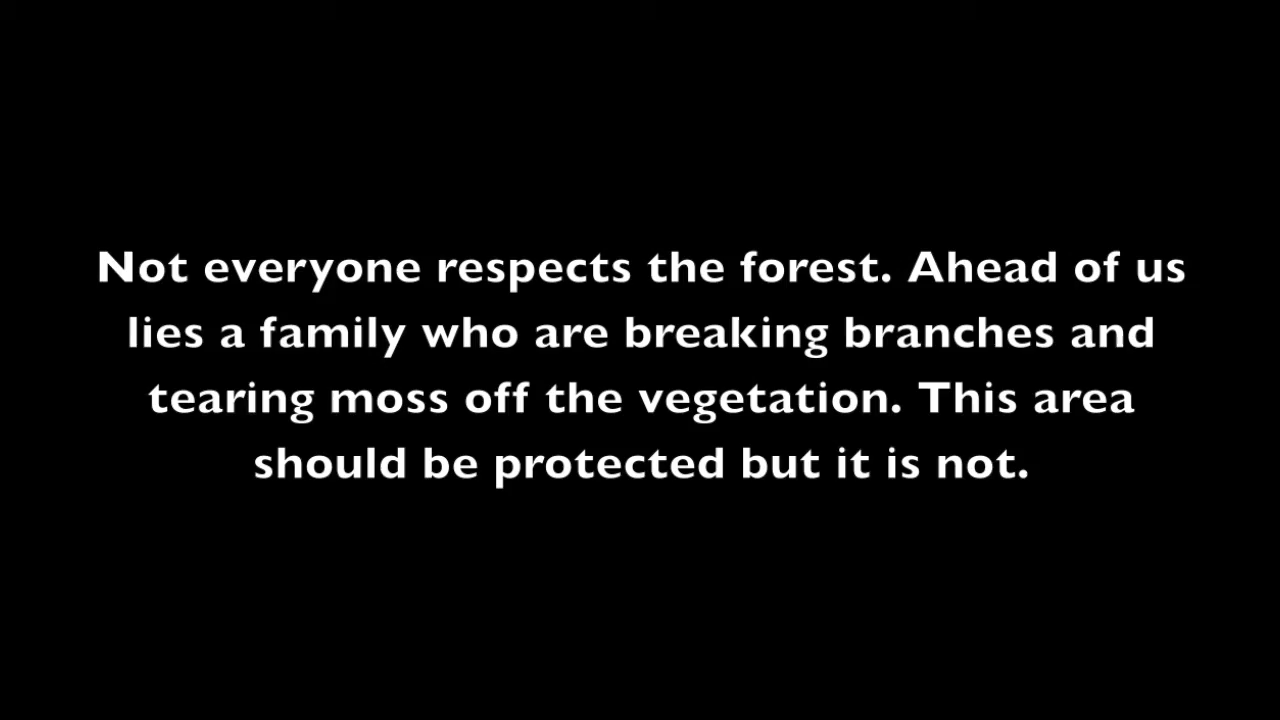 Not everyone respects the forest. Ahead of us
lies a family who are breaking branches and
tearing moss off the vegetation. This area
should be protected but it is not.